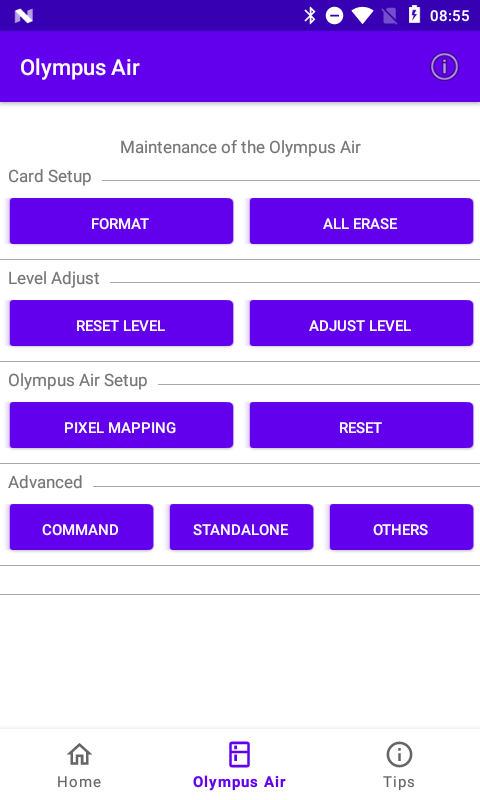 08:55
Olympus Air
Maintenance of the Olympus Air
Card Setup
FORMAT
ALL ERASE
Level Adjust
RESET LEVEL
ADJUST LEVEL
Olympus Air Setup
PIXEL MAPPING
RESET
Advanced
COMMAND
STANDALONE
OTHERS
Home
Olympus Air
Tips